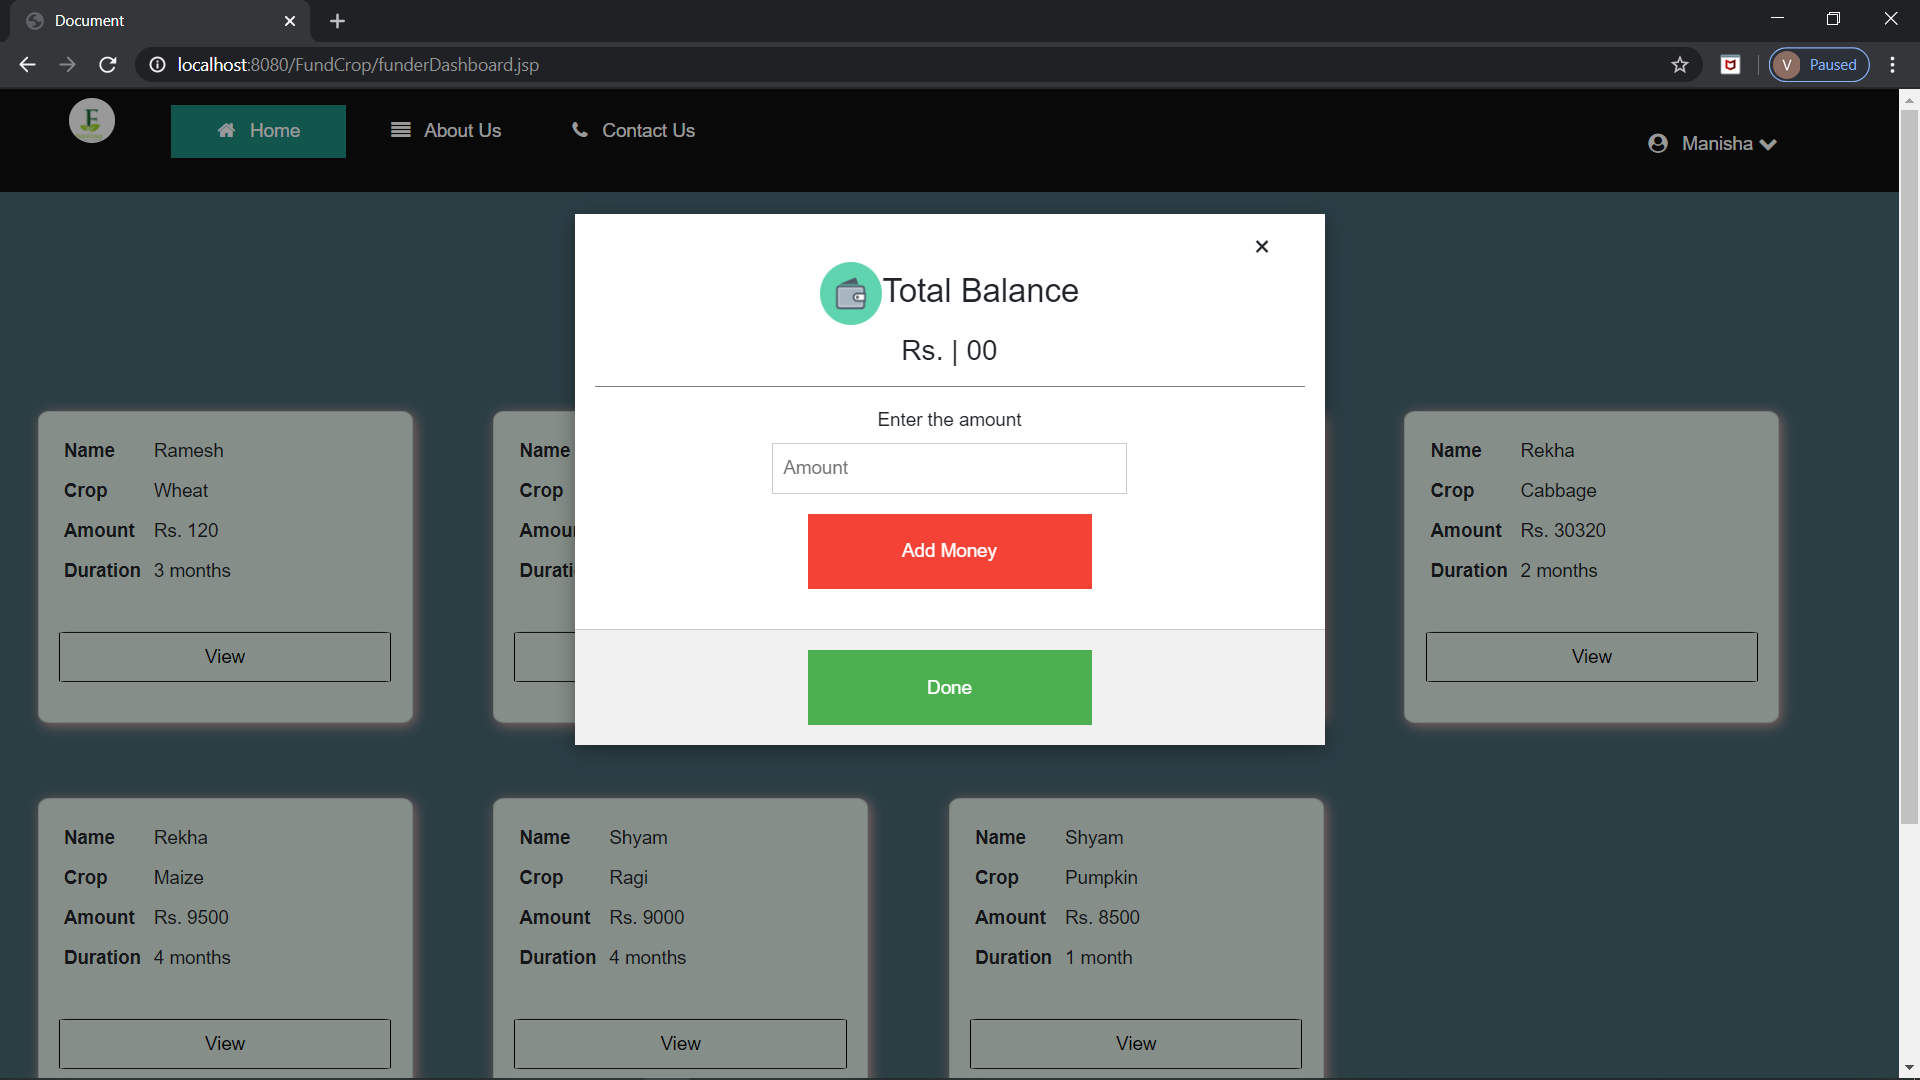 Document
localhost:8080/FundCrop/funderDashboard.jsp
V Paused
F
Home
About Us
Contact Us
Manisha
×
Total Balance
Rs. | 00
Enter the amount
Amount
Add Money
Done
Name Ramesh
Crop Wheat
Amount Rs. 120
Duration 3 months
View
Name
Crop
Amou
Durati
Name Rekha
Crop Cabbage
Amount Rs. 30320
Duration 2 months
View
Name Rekha
Crop Maize
Amount Rs. 9500
Duration 4 months
View
Name Shyam
Crop Ragi
Amount Rs. 9000
Duration 4 months
View
Name Shyam
Crop Pumpkin
Amount Rs. 8500
Duration 1 month
View